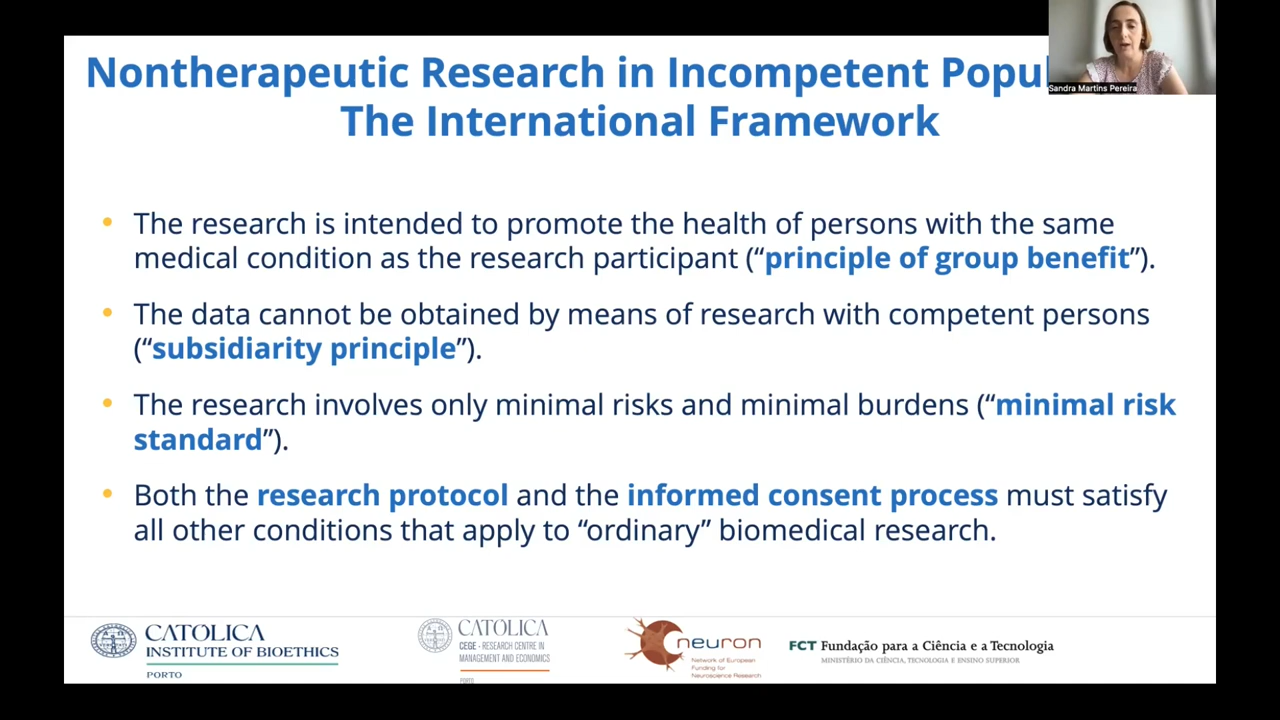 Nontherapeutic Research in Incompetent
The International Framework
Sandra Martins Pereira
• The research is intended to promote the health of persons with the same
medical condition as the research participant (“principle of group benefit”).
• The data cannot be obtained by means of research with competent persons
(“subsidiarity principle”).
• The research involves only minimal risks and minimal burdens (“minimal risk
standard”).
• Both the research protocol and the informed consent process must satisfy
all other conditions that apply to “ordinary” biomedical research.
CATOLICA
INSTITUTE OF BIOETHICS
PORTO
CATOLICA
CEGE - RESEARCH CENTRE IN
MANAGEMENT AND ECONOMICS
PORTO
neuron
Network of European
Funding for
Neuroscience Research
FCT Fundação para a Ciência e a Tecnologia
MINISTÉRIO DA CIÊNCIA, TECNOLOGIA E ENSINO SUPERIOR